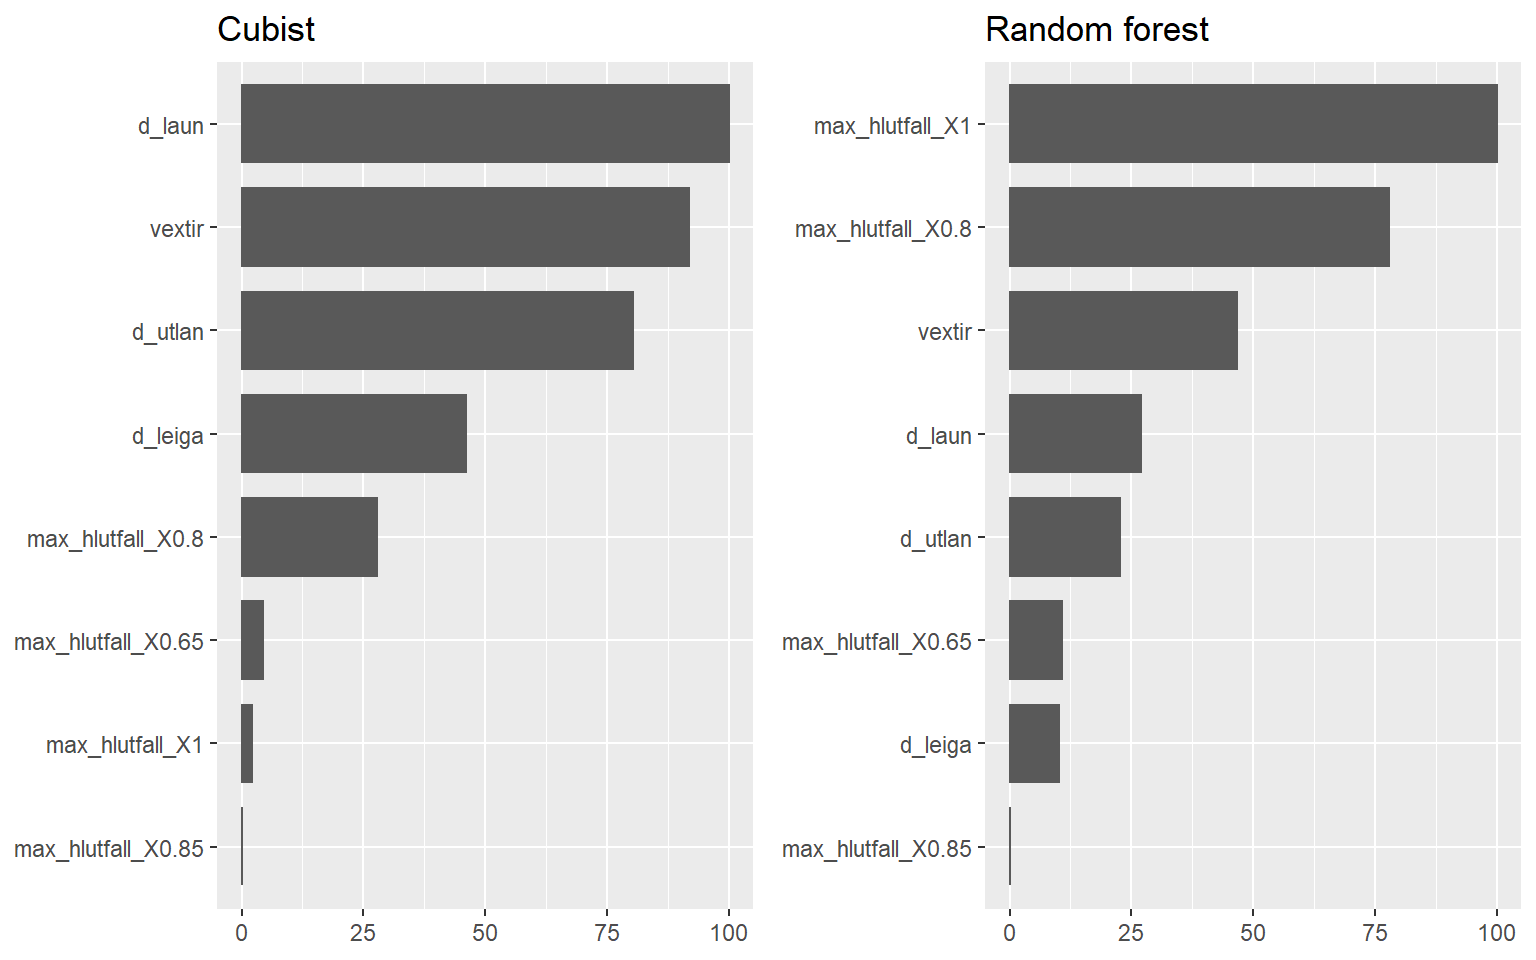 Cubist
d_laun
vextir
d_utlan
d_leiga
max_hlutfall_X0.8
max_hlutfall_X0.65
max_hlutfall_X1
max_hlutfall_X0.85
0 25 50 75 100
Random forest
max_hlutfall_X1
max_hlutfall_X0.8
vextir
d_laun
d_utlan
max_hlutfall_X0.65
d_leiga
max_hlutfall_X0.85
0 25 50 75 100